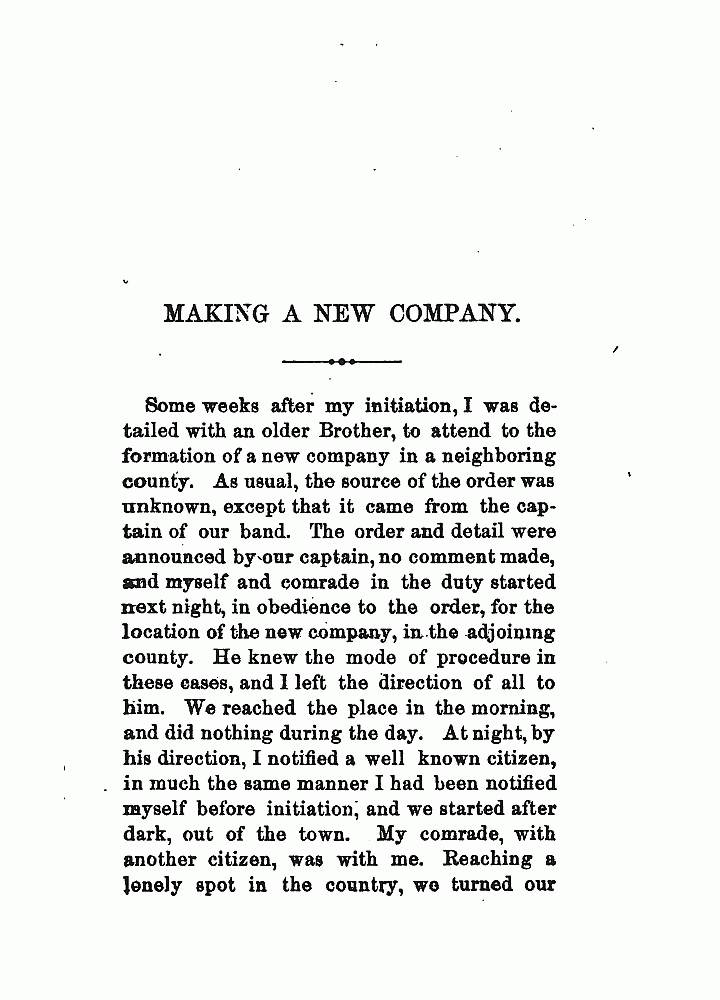 MAKING A NEW COMPANY.
Some weeks after my initiation, I was de-
tailed with an older Brother, to attend to the
formation of a new company in a neighboring
county. As usual, the source of the order was
unknown, except that it came from the cap-
tain of our band. The order and detail were
announced by our captain, no comment made,
and myself and comrade in the duty started
next night, in obedience to the order, for the
location of the new company, in the adjoining
county. He knew the mode of procedure in
these cases, and I left the direction of all to
him. We reached the place in the morning,
and did nothing during the day. At night, by
his direction, I notified a well known citizen,
in much the same manner I had been notified
myself before initiation, and we started after
dark, out of the town. My comrade, with
another citizen, was with me. Reaching a
lonely spot in the country, we turned our